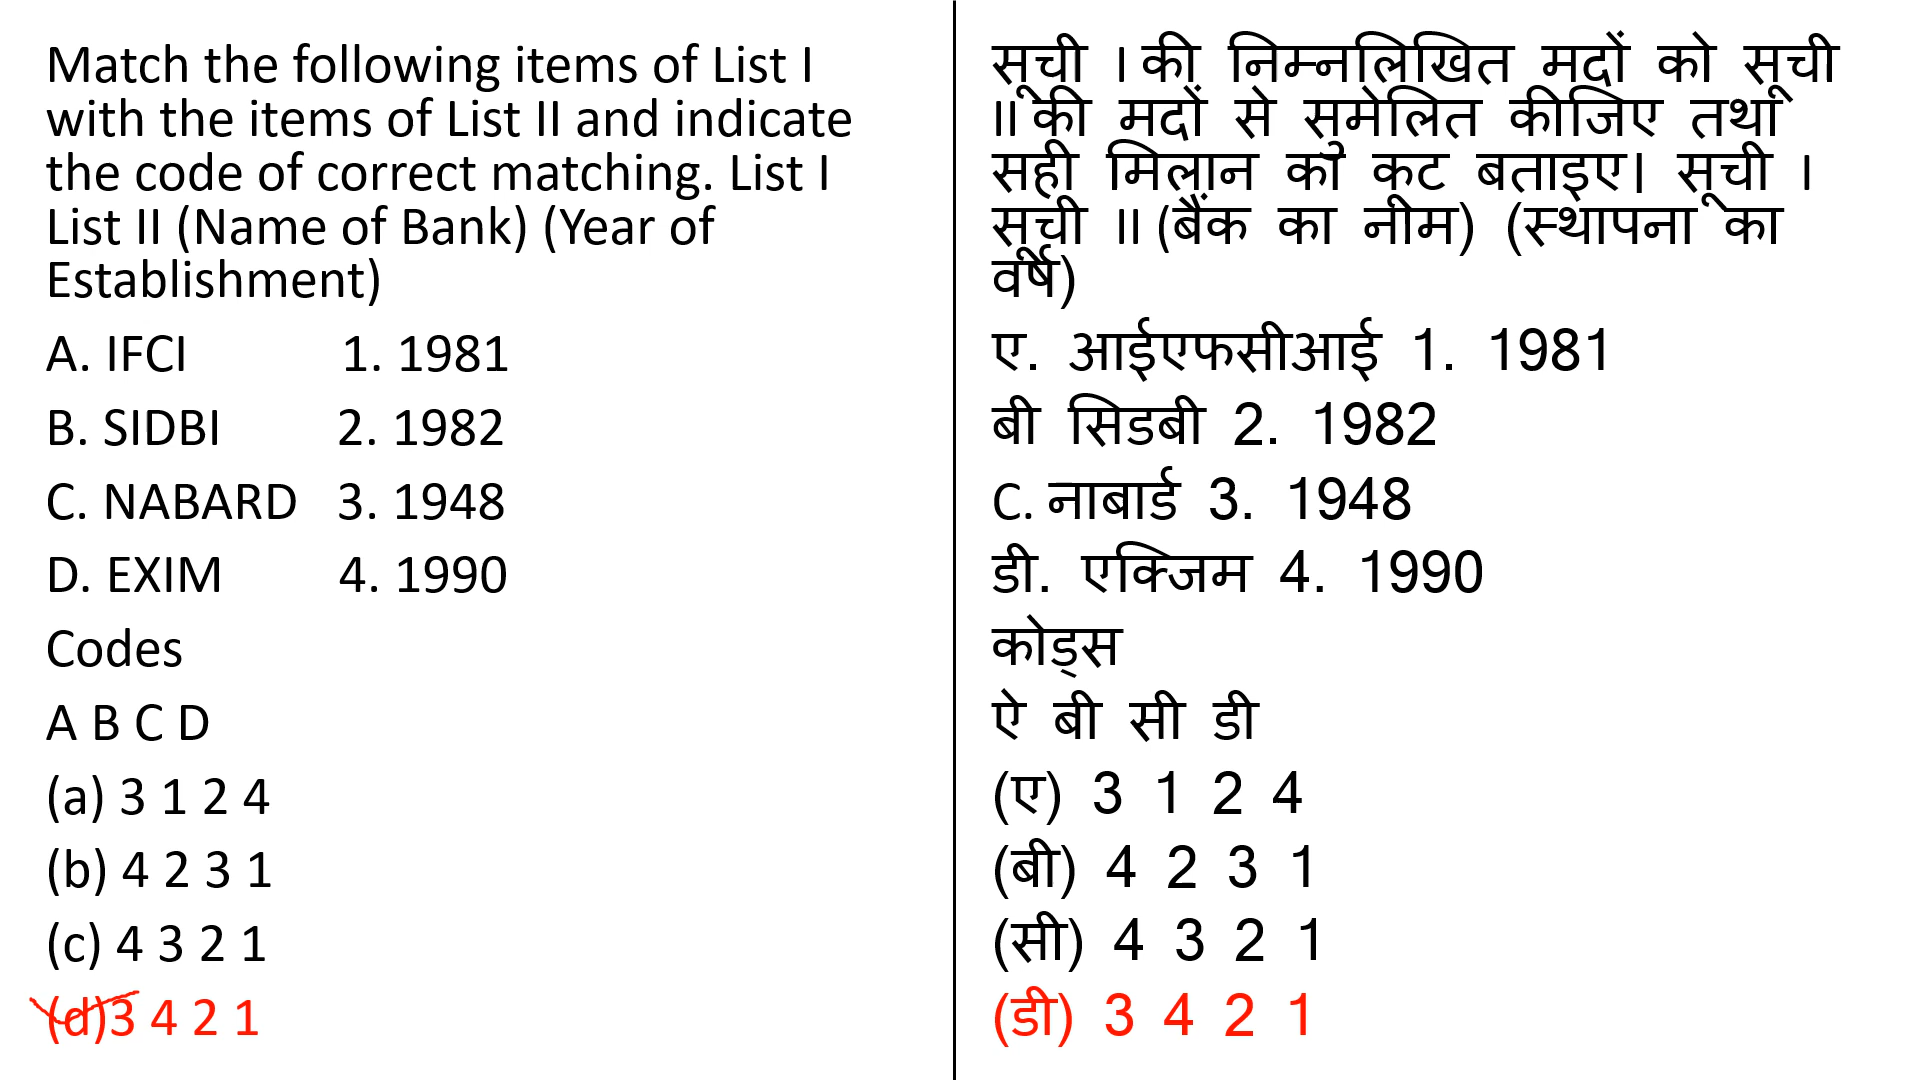 Match the following items of List I
with the items of List II and indicate
the code of correct matching. List I
List II (Name of Bank) (Year of
Establishment)
A. IFCI 1. 1981
B. SIDBI 2. 1982
C. NABARD 3. 1948
D. EXIM 4. 1990
Codes
A B C D
(a) 3 1 2 4
(b) 4 2 3 1
(c) 4 3 2 1
(d)3 4 2 1
सूची । की निम्नलिखित मदों को सूची
॥ की मदों से सुमेलित कीजिए तथा
सही मिलान का कूट बताइए। सूची ।
सूची ॥ (बैंक का नीम) (स्थापना का
वर्ष)
ए. आईएफसीआई 1. 1981
बी सिडबी 2. 1982
C. नाबार्ड 3. 1948
डी. एक्जिम 4. 1990
कोड्स
ऐ बी सी डी
(ए) 3 1 2 4
(बी) 4 2 3 1
(सी) 4 3 2 1
(डी) 3 4 2 1